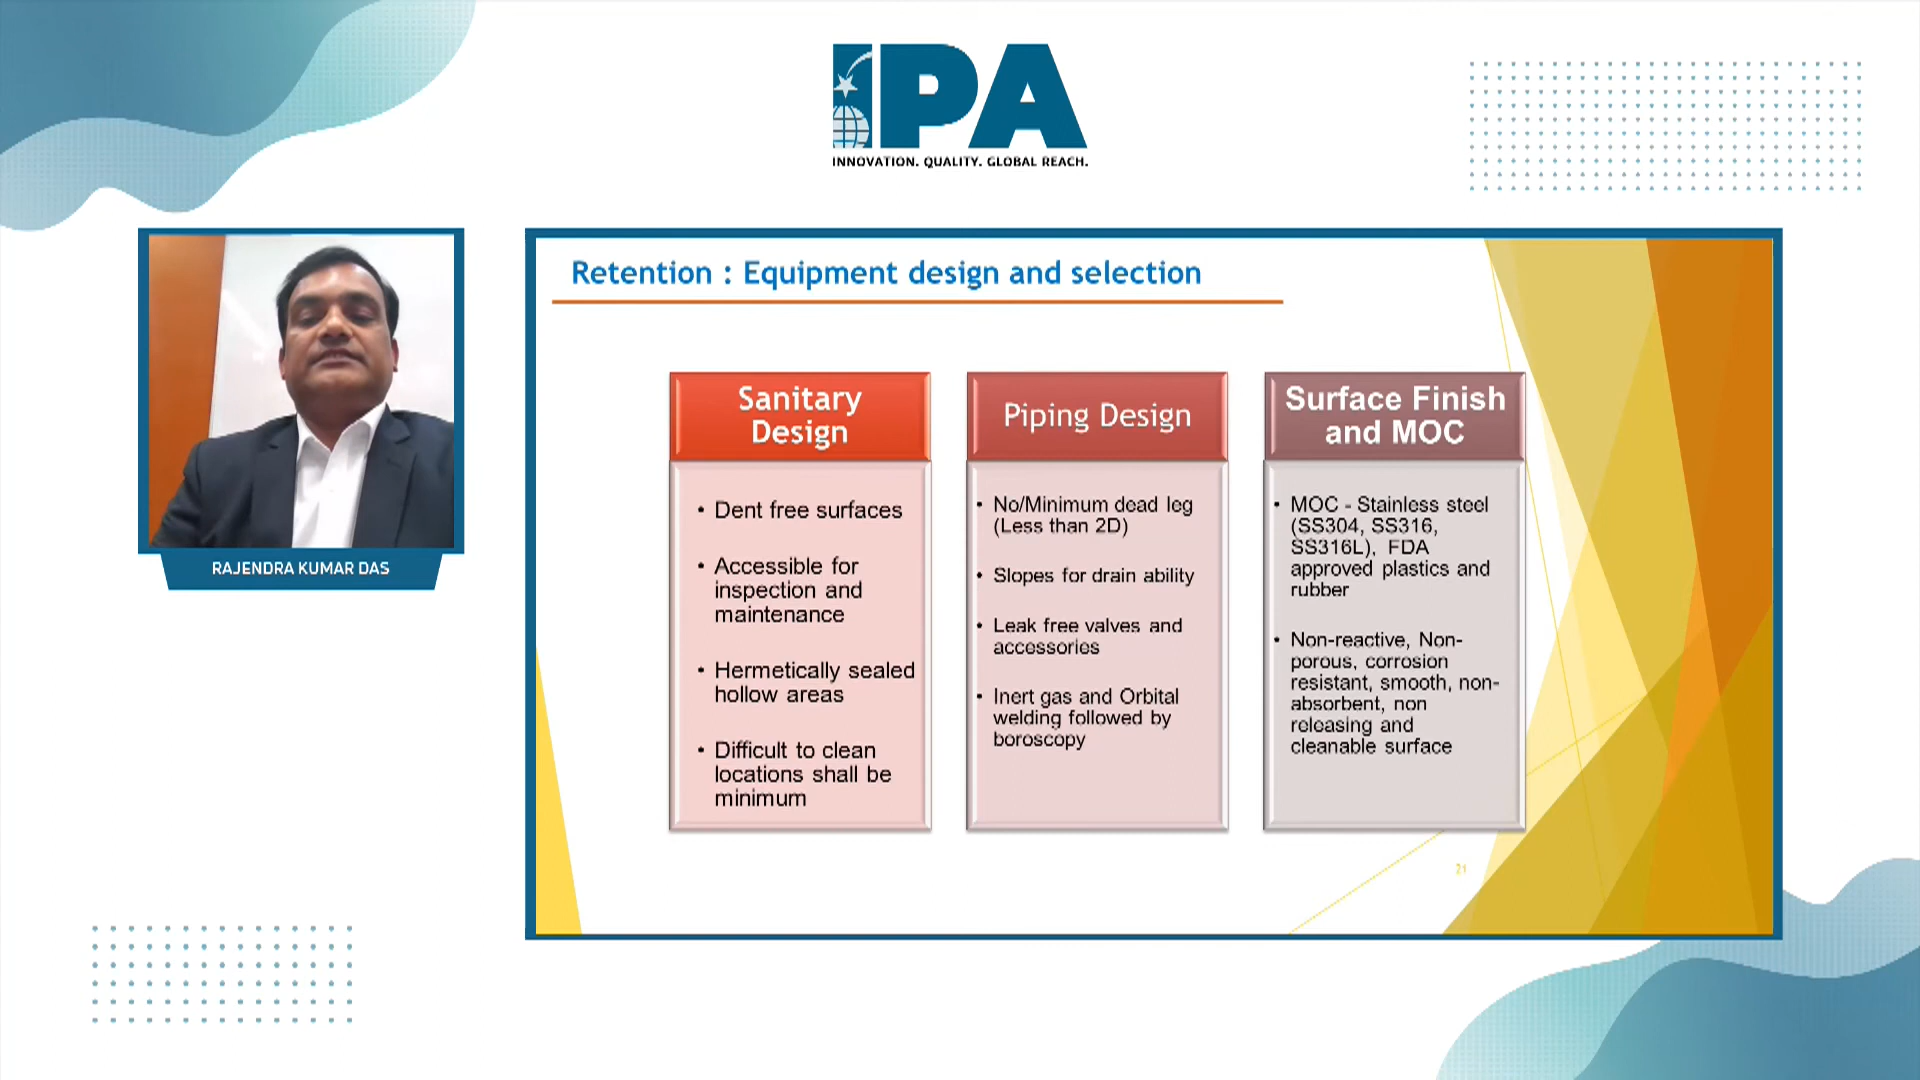 IPA
INNOVATION. QUALITY. GLOBAL REACH.
RAJENDRA KUMAR DAS
Retention : Equipment design and selection
Sanitary
Design
• Dent free surfaces
• Accessible for
inspection and
maintenance
• Hermetically sealed
hollow areas
• Difficult to clean
locations shall be
minimum
Piping Design
• No/Minimum dead leg
(Less than 2D)
• Slopes for drain ability
• Leak free valves and
accessories
• Inert gas and Orbital
welding followed by
boroscopy
Surface Finish
and MOC
• MOC - Stainless steel
(SS304, SS316,
SS316L), FDA
approved plastics and
rubber
• Non-reactive, Non-
porous, corrosion
resistant, smooth, non-
absorbent, non
releasing and
cleanable surface
21